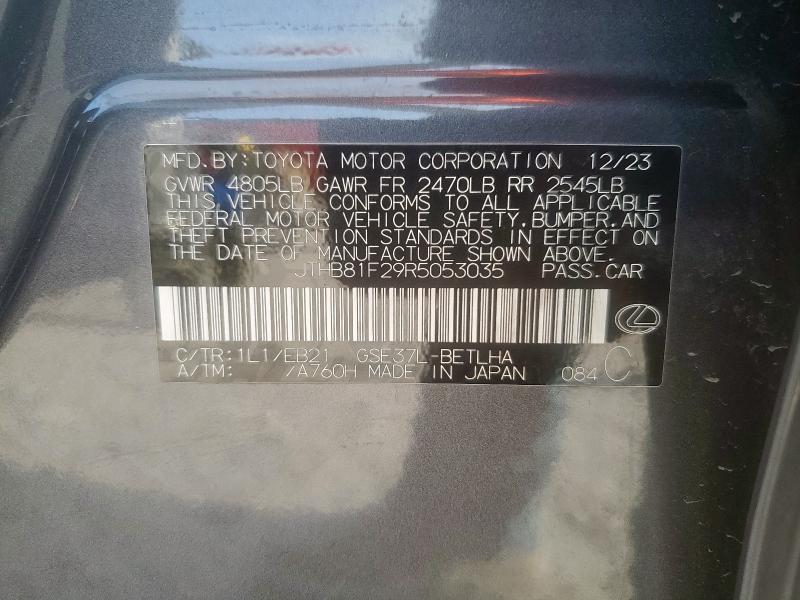 MFD.BY:TOYOTA MOTOR CORPORATION 12/23
GVWR 4805LB GAWR FR 2470LB RR 2545LB
THIS VEHICLE CONFORMS TO ALL APPLICABLE
FEDERAL MOTOR VEHICLE SAFETY,BUMPER,AND
THEFT PREVENTION STANDARDS IN EFFECT ON
THE DATE OF MANUFACTURE SHOWN ABOVE.
JTHB81F29R5053035 PASS.CAR
C/TR:1L1/EB21 GSE37L-BETLHA
A/TM: /A760H MADE IN JAPAN 084 C